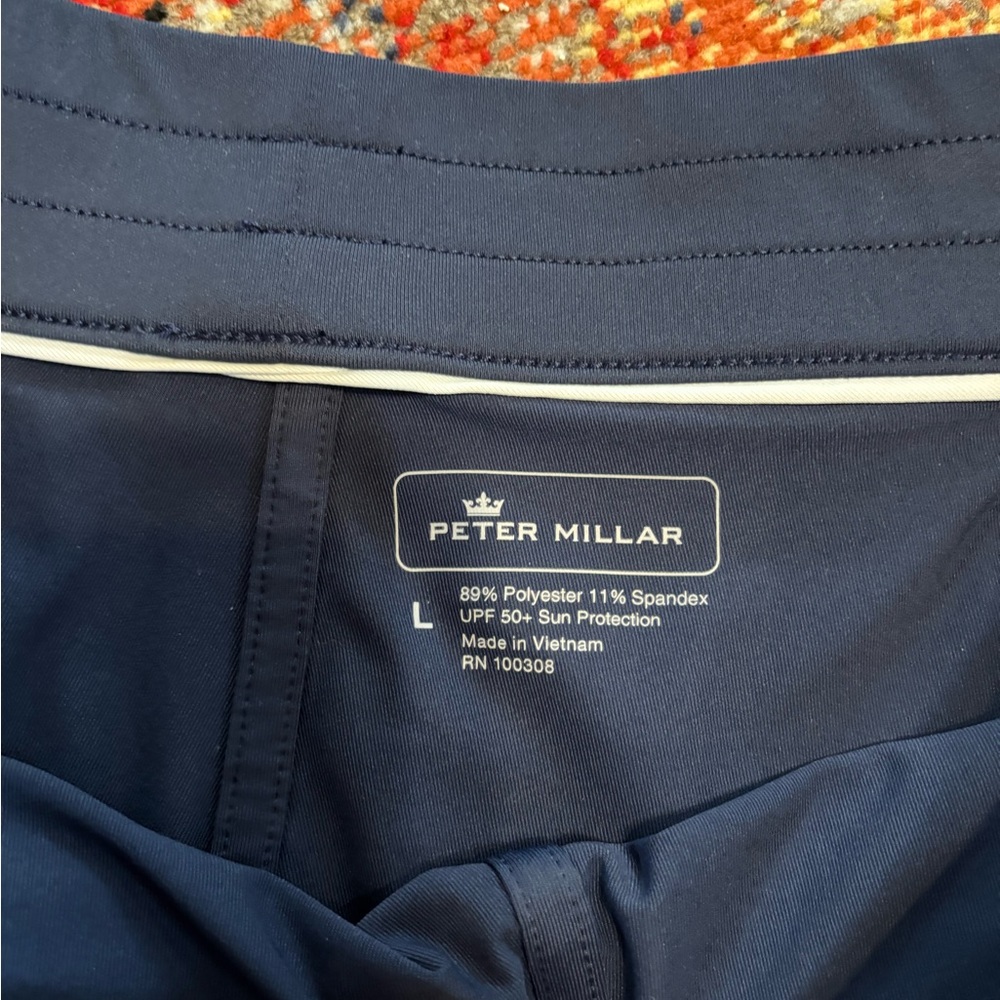 PETER MILLAR
L
89% Polyester 11% Spandex
UPF 50+ Sun Protection
Made in Vietnam
RN 100308